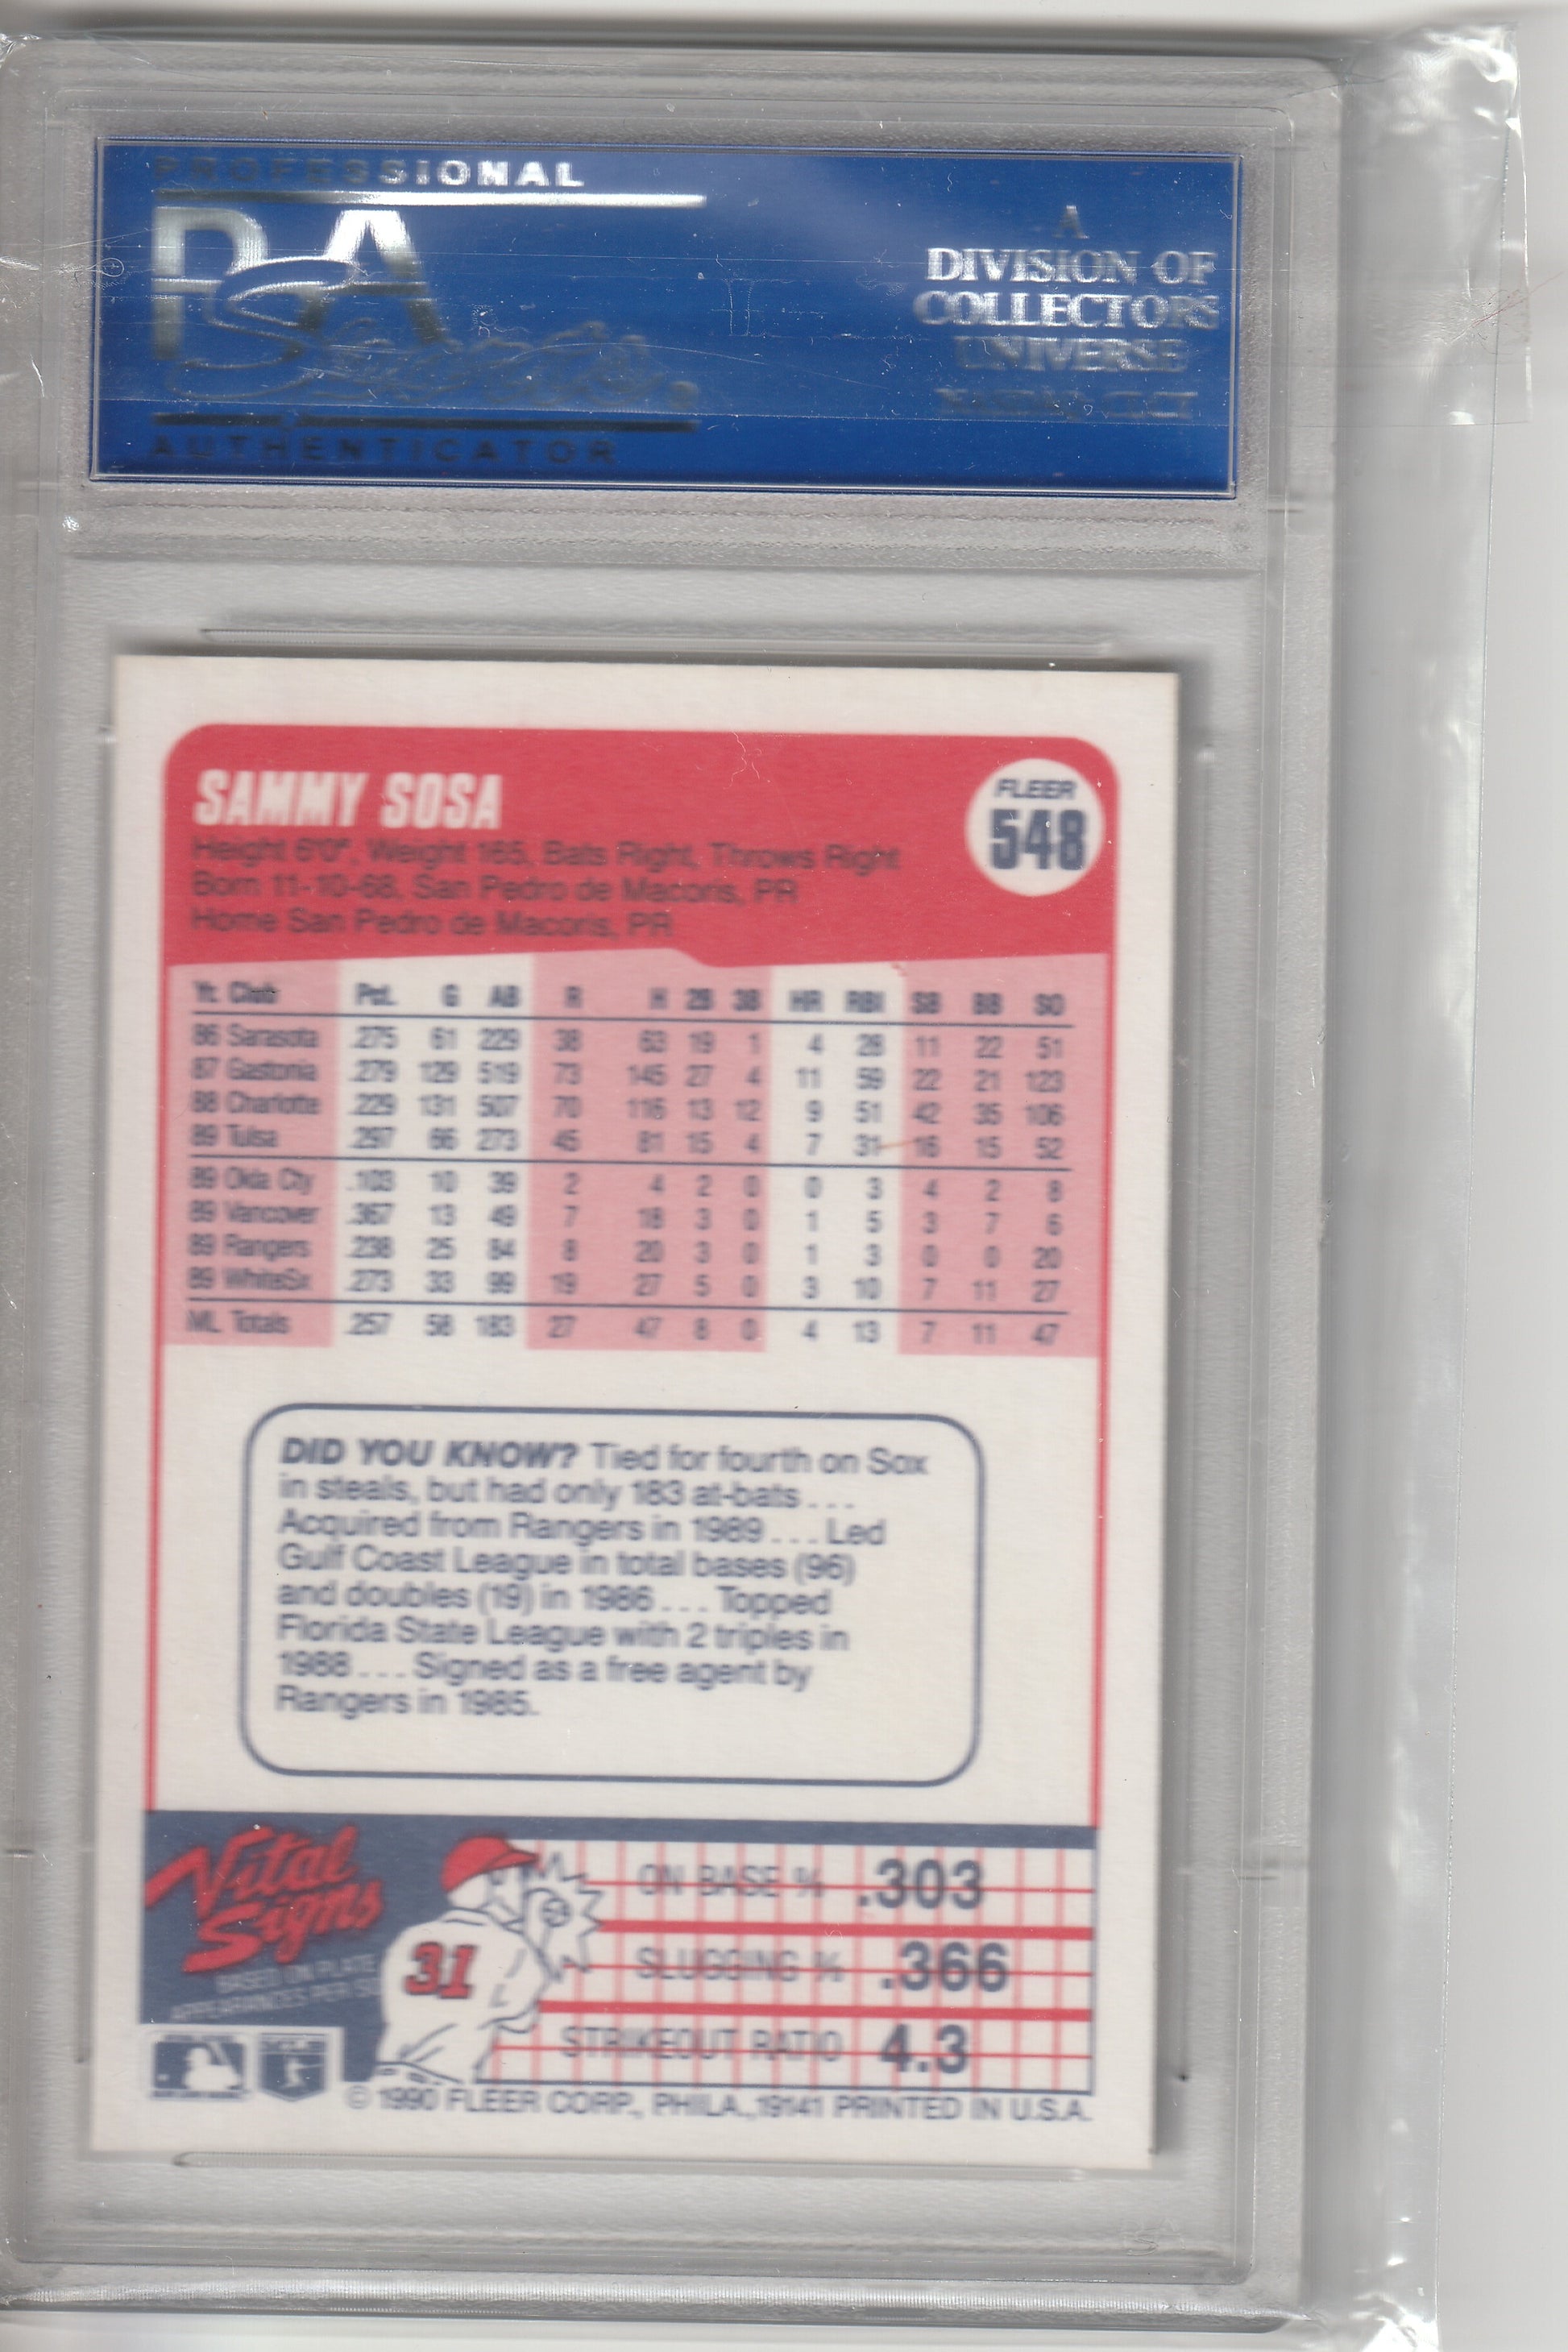 PROFESSIONAL
PSA
AUTHENTICATOR
A
DIVISION OF
COLLECTORS
UNIVERSE
SAMMY SOSA
FLEER
548
Height 6'0", Weight 165, Bats Right, Throws Right
Born 11-10-68, San Pedro de Macoris, PR
Home San Pedro de Macoris, PR
Yr. Club Pct. G AB R H 2B 3B HR RBI SB BB SO
86 Sarasota .275 61 229 38 63 19 1 4 28 11 22 51
87 Gastonia .279 129 519 73 145 27 4 11 59 22 21 123
88 Charlotte .229 131 507 70 116 13 12 9 51 42 35 106
89 Tulsa .297 66 273 45 81 15 4 7 31 16 15 52
89 Okla Cty .103 10 39 2 4 2 0 0 3 4 2 8
89 Vancover .367 13 49 7 18 3 0 1 5 3 7 6
89 Rangers .238 25 84 8 20 3 0 1 3 0 0 20
89 WhiteSx .273 33 99 19 27 5 0 3 10 7 11 27
ML Totals .257 58 183 27 47 8 0 4 13 7 11 47
DID YOU KNOW? Tied for fourth on Sox
in steals, but had only 183 at-bats . . .
Acquired from Rangers in 1989 . . . Led
Gulf Coast League in total bases (96)
and doubles (19) in 1986 . . . Topped
Florida State League with 2 triples in
1988 . . . Signed as a free agent by
Rangers in 1985.
Vital
Signs
BASED ON PLATE
APPEARANCES PER SO
31
ON BASE % .303
SLUGGING % .366
STRIKEOUT RATIO 4.3
© 1990 FLEER CORP., PHILA., 19141 PRINTED IN U.S.A.